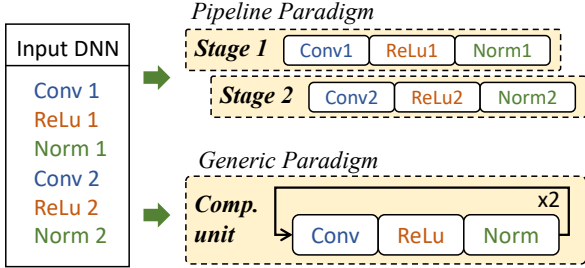 Input DNN
Conv 1
ReLu 1
Norm 1
Conv 2
ReLu 2
Norm 2
Pipeline Paradigm
Stage 1 Conv1 ReLu1 Norm1
Stage 2 Conv2 ReLu2 Norm2
Generic Paradigm
x2
Comp.
unit
Conv ReLu Norm